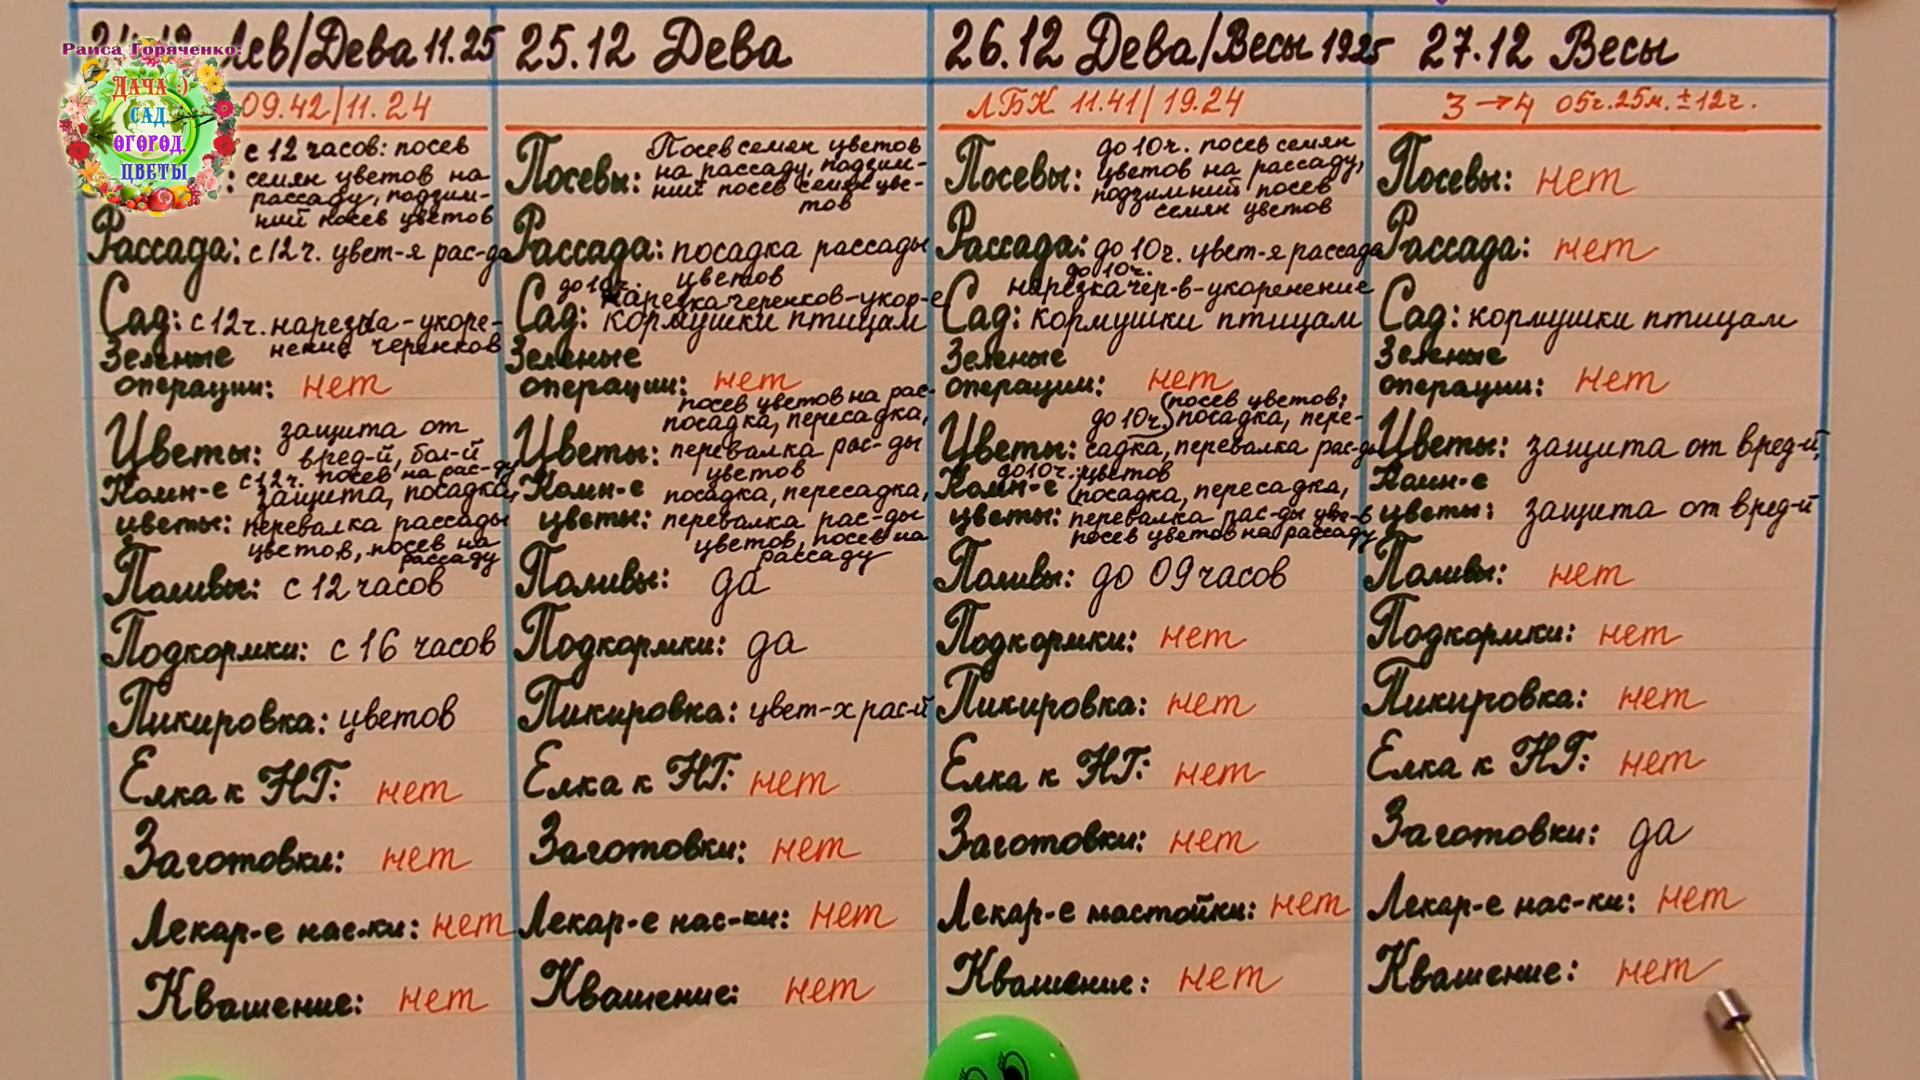 Раиса Горяченко:
Дача :)
сад
огород
цветы
Лев/Дева 11.25
09.42/11.24
с 12 часов: посев
семян цветов на
рассаду, подзим-
ний посев цветов
Рассада: с 12ч. цвет-я рас-да
Сад: с 12ч. нарезка-укоре-
нение черенков
Зеленые
операции: нет
Цветы: защита от
вред-й, бол-й
с 12ч. посев на рас-ду
Комн-е защита, посадка,
цветы: перевалка рассады
цветов, посев на
рассаду
Поливы: с 12 часов
Подкормки: с 16 часов
Пикировка: цветов
Елка к НГ: нет
Заготовки: нет
Лекар-е нас-ки: нет
Квашение: нет
25.12 Дева
Посевы: Посев семян цветов
на рассаду, подзим-
ний посев семян цве-
тов
Рассада: посадка рассады
цветов
до 10ч. нарезка черенков-укор-е
Сад: кормушки птицам
Зеленые
операции: нет
посев цветов на рас-
посадка, пересадка,
Цветы: перевалка рас-ды
цветов
Комн-е посадка, пересадка,
цветы: перевалка рас-ды
цветов, посев на
рассаду
Поливы: да
Подкормки: да
Пикировка: цвет-х рас-й
Елка к НГ: нет
Заготовки: нет
Лекар-е нас-ки: нет
Квашение: нет
26.12 Дева/Весы 19.25
ЛБК 11.41/19.24
до 10ч. посев семян
Посевы: цветов на рассаду,
подзимний посев
семян цветов
Рассада: до 10ч. цвет-я рассада
до 10ч.
нарезка чер-в-укоренение
Сад: кормушки птицам
Зеленые
операции: нет
(посев цветов;
до 10ч. посадка, пере-
Цветы: садка, перевалка рас-ды
до 10ч.: цветов
Комн-е (посадка, пересадка,
цветы: перевалка рас-ды цве-в
посев цветов на рассаду
Поливы: до 09 часов
Подкормки: нет
Пикировка: нет
Елка к НГ: нет
Заготовки: нет
Лекар-е настойки: нет
Квашение: нет
27.12 Весы
3 → 4 05ч.25м. ± 12ч.
Посевы: нет
Рассада: нет
Сад: кормушки птицам
Зеленые
операции: нет
Цветы: защита от вред-й,
Комн-е
цветы: защита от вред-й
Поливы: нет
Подкормки: нет
Пикировка: нет
Елка к НГ: нет
Заготовки: да
Лекар-е нас-ки: нет
Квашение: нет